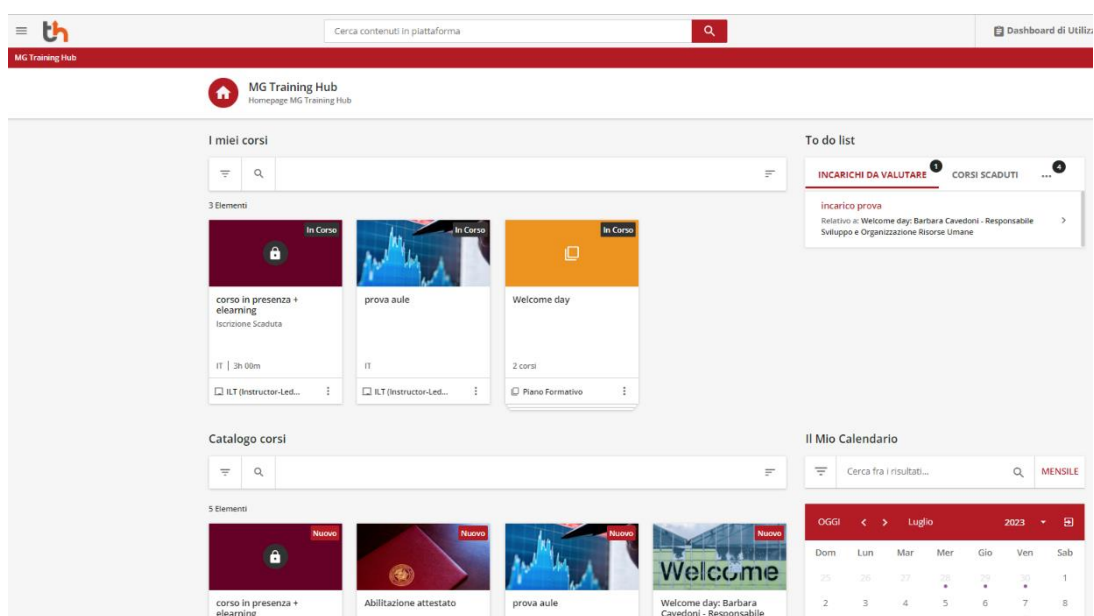 th
Cerca contenuti in piattaforma
Dashboard di Utiliz
MG Training Hub
MG Training Hub
Homepage MG Training Hub
I miei corsi
3 Elementi
In Corso
corso in presenza +
elearning
Iscrizione Scaduta
IT | 3h 00m
ILT (Instructor-Led...
In Corso
prova aule
IT
ILT (Instructor-Led...
In Corso
Welcome day
2 corsi
Piano Formativo
To do list
INCARICHI DA VALUTARE 1 CORSI SCADUTI ... 4
incarico prova
Relativo a: Welcome day: Barbara Cavedoni - Responsabile
Sviluppo e Organizzazione Risorse Umane
Catalogo corsi
5 Elementi
Nuovo
corso in presenza +
elearning
Nuovo
Abilitazione attestato
Nuovo
prova aule
Nuovo
Welcome
Welcome day: Barbara
Cavedoni - Responsabile
Il Mio Calendario
Cerca fra i risultati... MENSILE
OGGI < > Luglio 2023
Dom Lun Mar Mer Gio Ven Sab
25 26 27 28 29 30 1
2 3 4 5 6 7 8